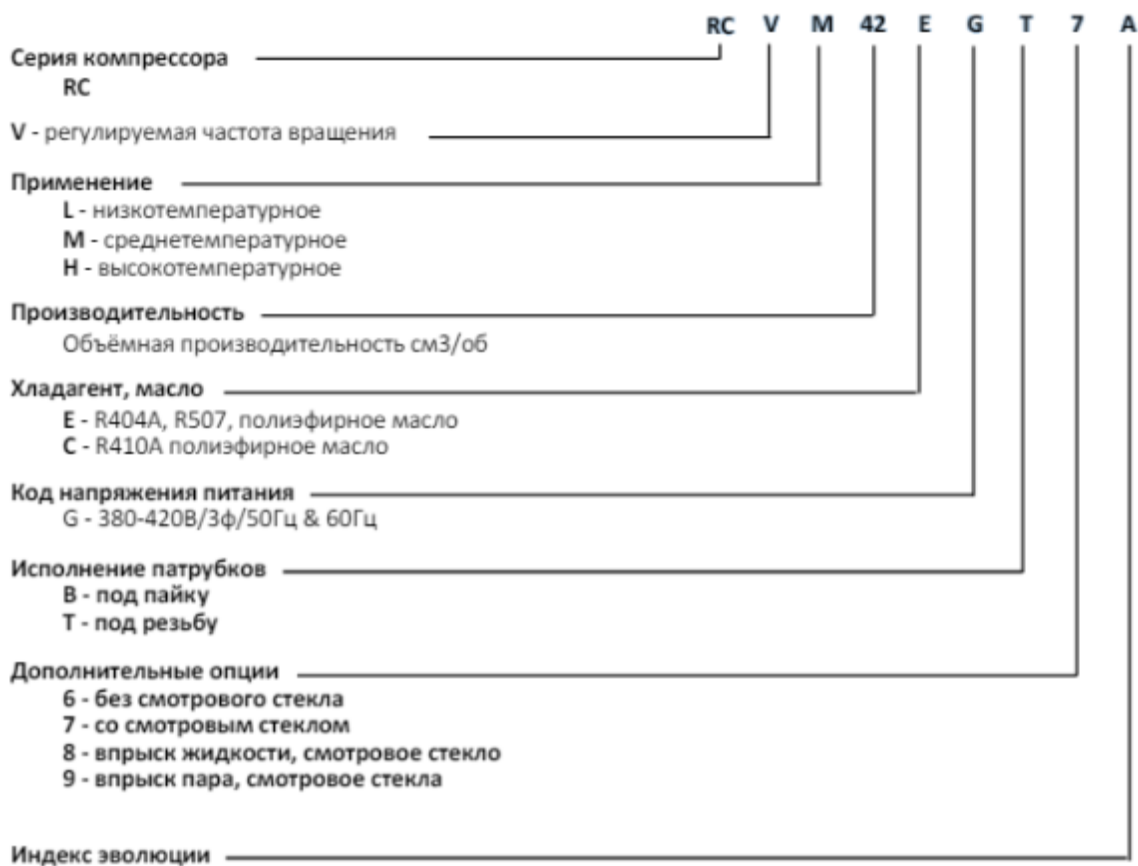 RC V M 42 E G T 7 A
Серия компрессора
RC
V - регулируемая частота вращения
Применение
L - низкотемпературное
M - среднетемпературное
H - высокотемпературное
Производительность
Объёмная производительность см3/об
Хладагент, масло
E - R404A, R507, полиэфирное масло
C - R410A полиэфирное масло
Код напряжения питания
G - 380-420В/3ф/50Гц & 60Гц
Исполнение патрубков
B - под пайку
T - под резьбу
Дополнительные опции
6 - без смотрового стекла
7 - со смотровым стеклом
8 - впрыск жидкости, смотровое стекло
9 - впрыск пара, смотровое стекла
Индекс эволюции